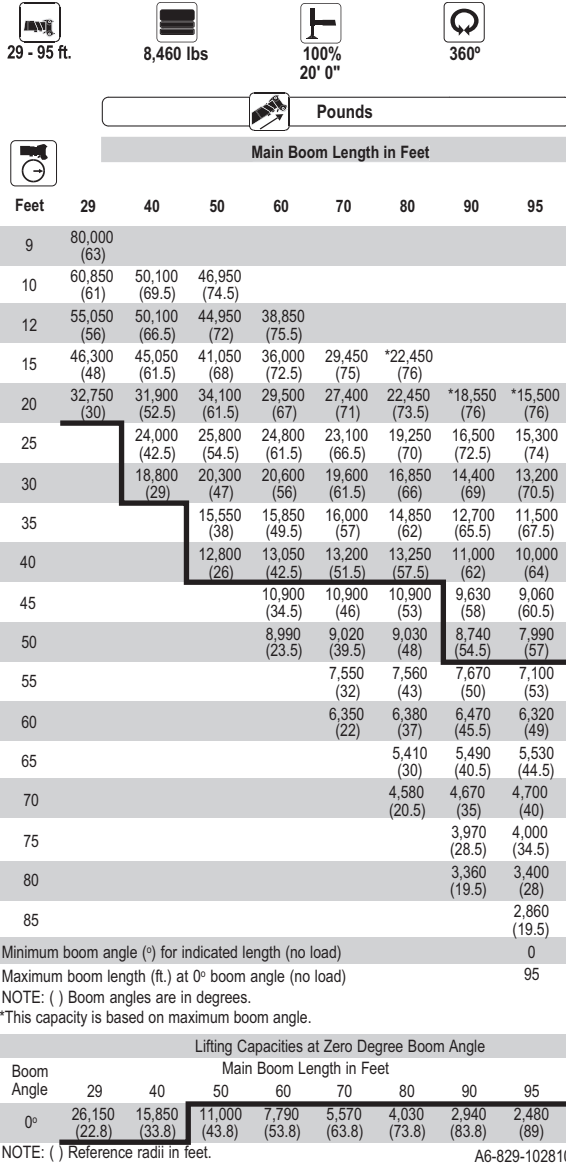 29 - 95 ft. 8,460 lbs 100% 360º
20' 0"
Pounds
Main Boom Length in Feet
Feet 29 40 50 60 70 80 90 95
9 80,000
(63)
10 60,850 50,100 46,950
(61) (69.5) (74.5)
12 55,050 50,100 44,950 38,850
(56) (66.5) (72) (75.5)
15 46,300 45,050 41,050 36,000 29,450 *22,450
(48) (61.5) (68) (72.5) (75) (76)
20 32,750 31,900 34,100 29,500 27,400 22,450 *18,550 *15,500
(30) (52.5) (61.5) (67) (71) (73.5) (76) (76)
25 24,000 25,800 24,800 23,100 19,250 16,500 15,300
(42.5) (54.5) (61.5) (66.5) (70) (72.5) (74)
30 18,800 20,300 20,600 19,600 16,850 14,400 13,200
(29) (47) (56) (61.5) (66) (69) (70.5)
35 15,550 15,850 16,000 14,850 12,700 11,500
(38) (49.5) (57) (62) (65.5) (67.5)
40 12,800 13,050 13,200 13,250 11,000 10,000
(26) (42.5) (51.5) (57.5) (62) (64)
45 10,900 10,900 10,900 9,630 9,060
(34.5) (46) (53) (58) (60.5)
50 8,990 9,020 9,030 8,740 7,990
(23.5) (39.5) (48) (54.5) (57)
55 7,550 7,560 7,670 7,100
(32) (43) (50) (53)
60 6,350 6,380 6,470 6,320
(22) (37) (45.5) (49)
65 5,410 5,490 5,530
(30) (40.5) (44.5)
70 4,580 4,670 4,700
(20.5) (35) (40)
75 3,970 4,000
(28.5) (34.5)
80 3,360 3,400
(19.5) (28)
85 2,860
(19.5)
Minimum boom angle (º) for indicated length (no load) 0
Maximum boom length (ft.) at 0º boom angle (no load) 95
NOTE: ( ) Boom angles are in degrees.
*This capacity is based on maximum boom angle.
Lifting Capacities at Zero Degree Boom Angle
Boom Main Boom Length in Feet
Angle 29 40 50 60 70 80 90 95
0º 26,150 15,850 11,000 7,790 5,570 4,030 2,940 2,480
(22.8) (33.8) (43.8) (53.8) (63.8) (73.8) (83.8) (89)
NOTE: ( ) Reference radii in feet. A6-829-102810